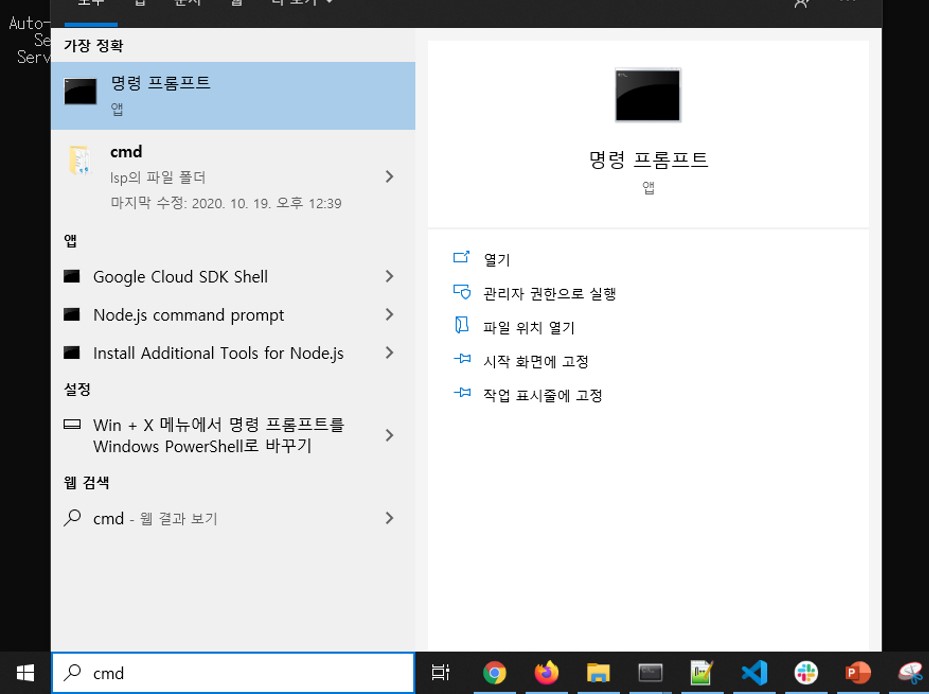 Auto-
Se
Serv
가장 정확
명령 프롬프트
앱
cmd
lsp의 파일 폴더
마지막 수정: 2020. 10. 19. 오후 12:39
앱
Google Cloud SDK Shell
Node.js command prompt
Install Additional Tools for Node.js
설정
Win + X 메뉴에서 명령 프롬프트를
Windows PowerShell로 바꾸기
웹 검색
cmd - 웹 결과 보기
명령 프롬프트
앱
열기
관리자 권한으로 실행
파일 위치 열기
시작 화면에 고정
작업 표시줄에 고정
cmd